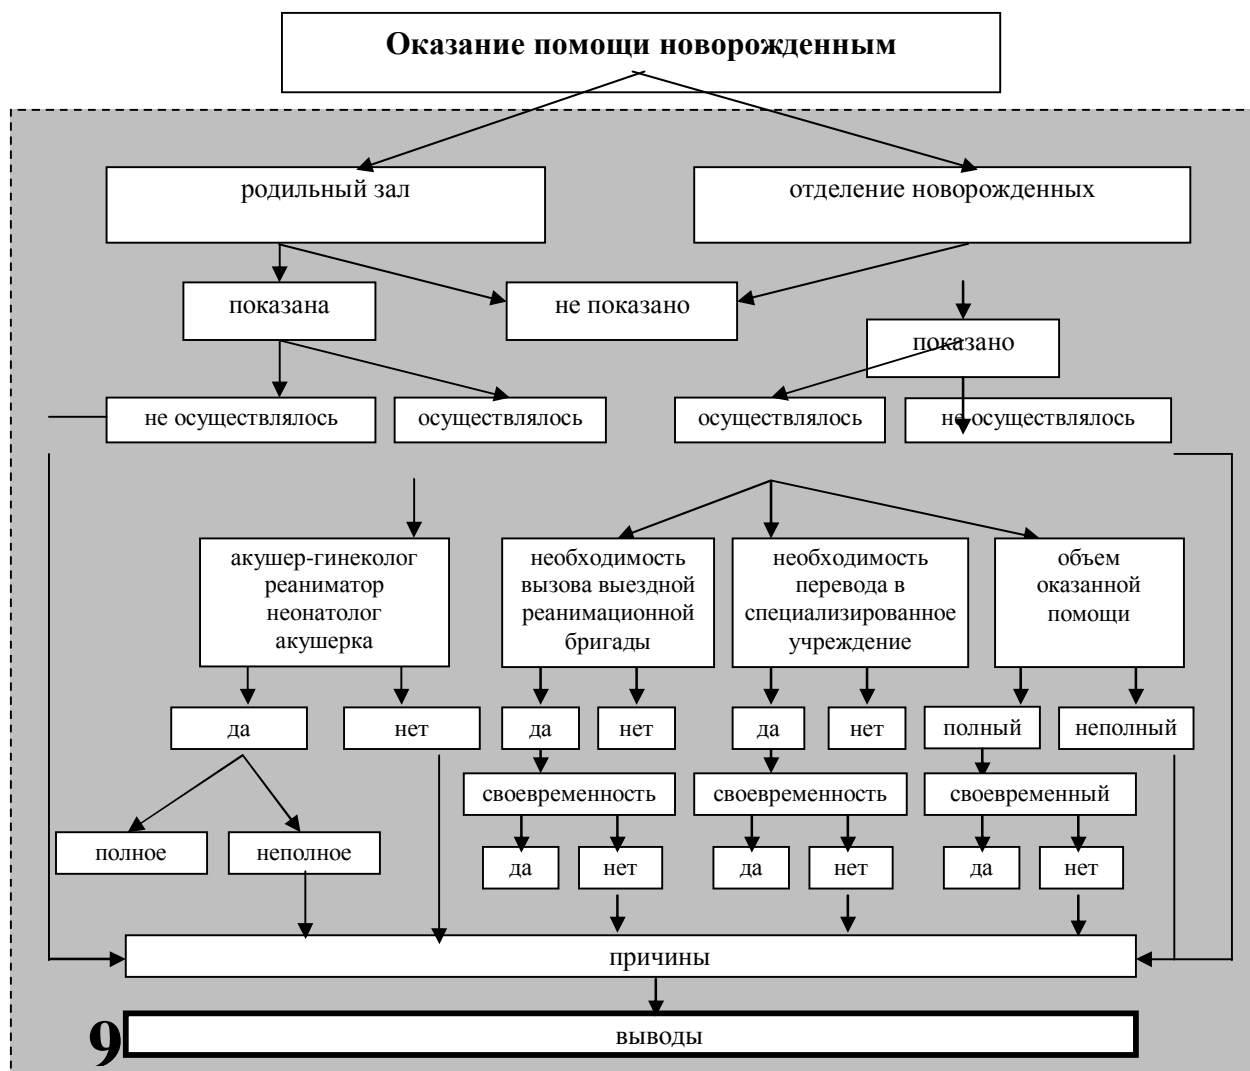 Оказание помощи новорожденным
родильный зал
отделение новорожденных
показана
не показано
показано
не осуществлялось
осуществлялось
осуществлялось
не осуществлялось
акушер-гинеколог
реаниматор
неонатолог
акушерка
необходимость
вызова выездной
реанимационной
бригады
необходимость
перевода в
специализированное
учреждение
объем
оказанной
помощи
да
нет
да
нет
да
нет
полный
неполный
своевременность
своевременность
своевременный
полное
неполное
да
нет
да
нет
да
нет
причины
9
выводы